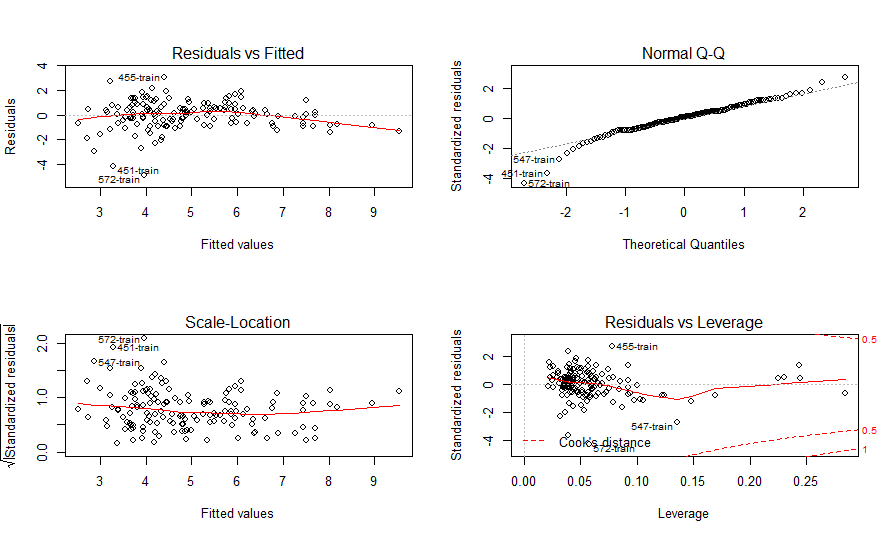 Residuals vs Fitted
Residuals
4
2
0
-2
-4
455-train
451-train
572-train
3 4 5 6 7 8 9
Fitted values
Normal Q-Q
Standardized residuals
2
0
-2
-4
547-train
451-train
572-train
-2 -1 0 1 2
Theoretical Quantiles
Scale-Location
√|Standardized residuals|
2.0
1.0
0.0
572-train
451-train
547-train
3 4 5 6 7 8 9
Fitted values
Residuals vs Leverage
Standardized residuals
2
0
-2
-4
455-train
547-train
572-train
Cook's distance
0.5
0.5
1
0.00 0.05 0.10 0.15 0.20 0.25
Leverage